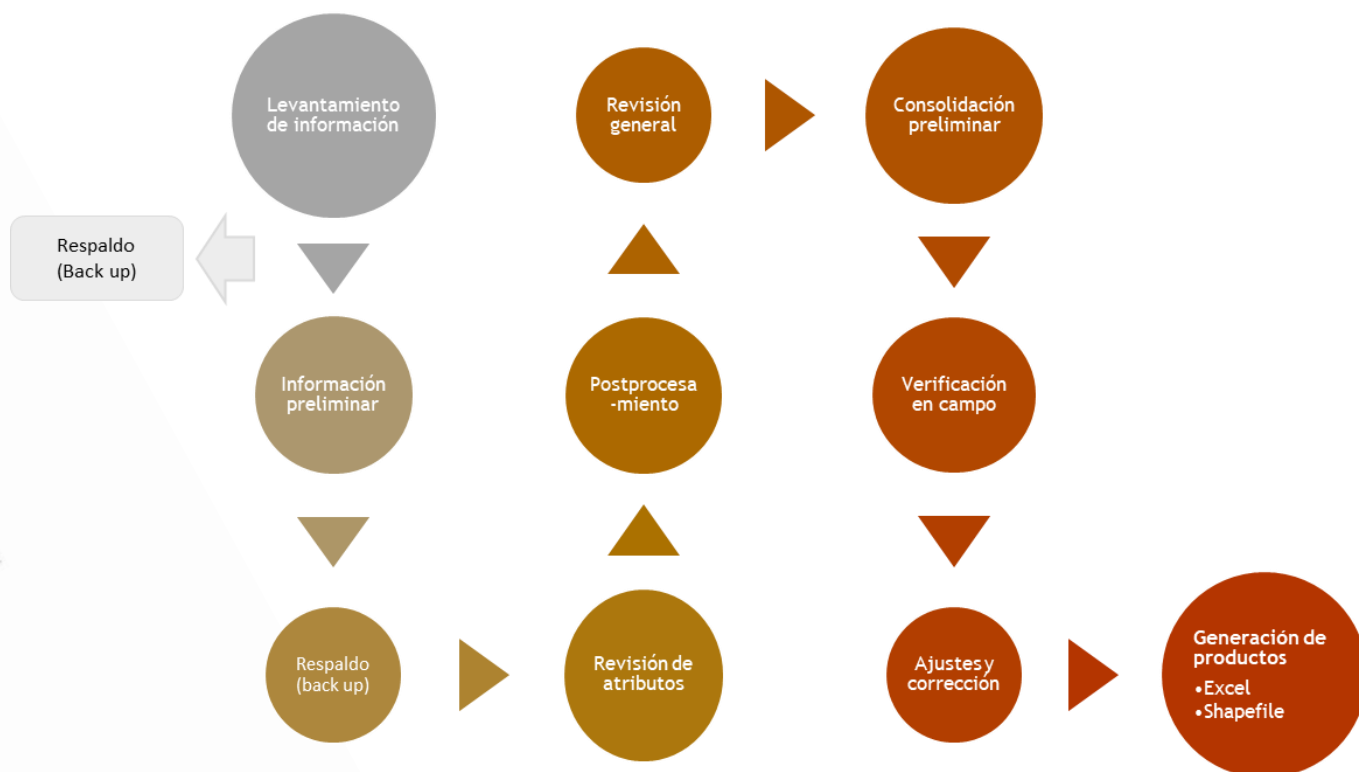 Levantamiento
de información
Respaldo
(Back up)
Información
preliminar
Respaldo
(back up)
Revisión de
atributos
Postprocesa
-miento
Revisión
general
Consolidación
preliminar
Verificación
en campo
Ajustes y
corrección
Generación de
productos
•Excel
•Shapefile